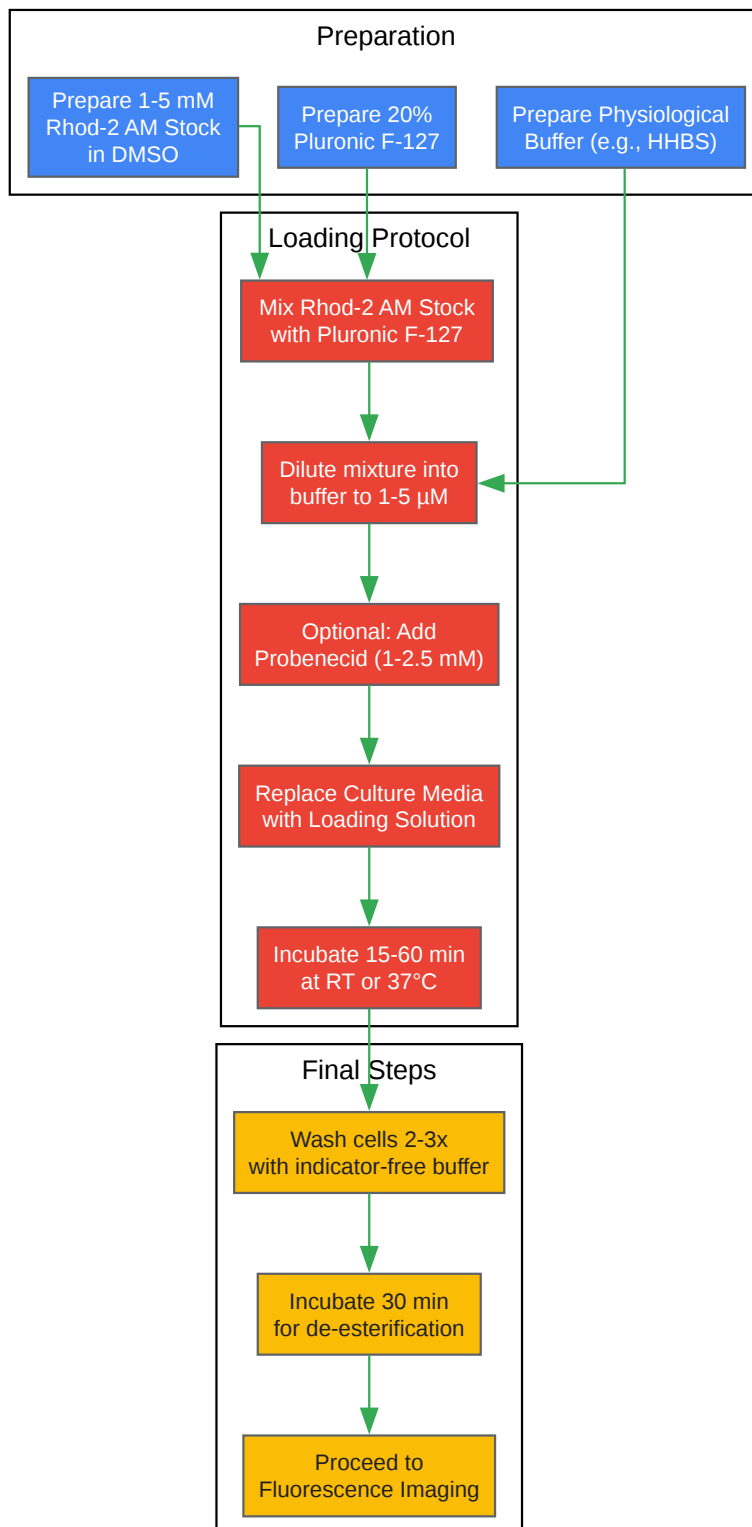 Preparation
Prepare 1-5 mM
Rhod-2 AM Stock
in DMSO
Prepare 20%
Pluronic F-127
Prepare Physiological
Buffer (e.g., HHBS)
Loading Protocol
Mix Rhod-2 AM Stock
with Pluronic F-127
Dilute mixture into
buffer to 1-5 µM
Optional: Add
Probenecid (1-2.5 mM)
Replace Culture Media
with Loading Solution
Incubate 15-60 min
at RT or 37°C
Final Steps
Wash cells 2-3x
with indicator-free buffer
Incubate 30 min
for de-esterification
Proceed to
Fluorescence Imaging